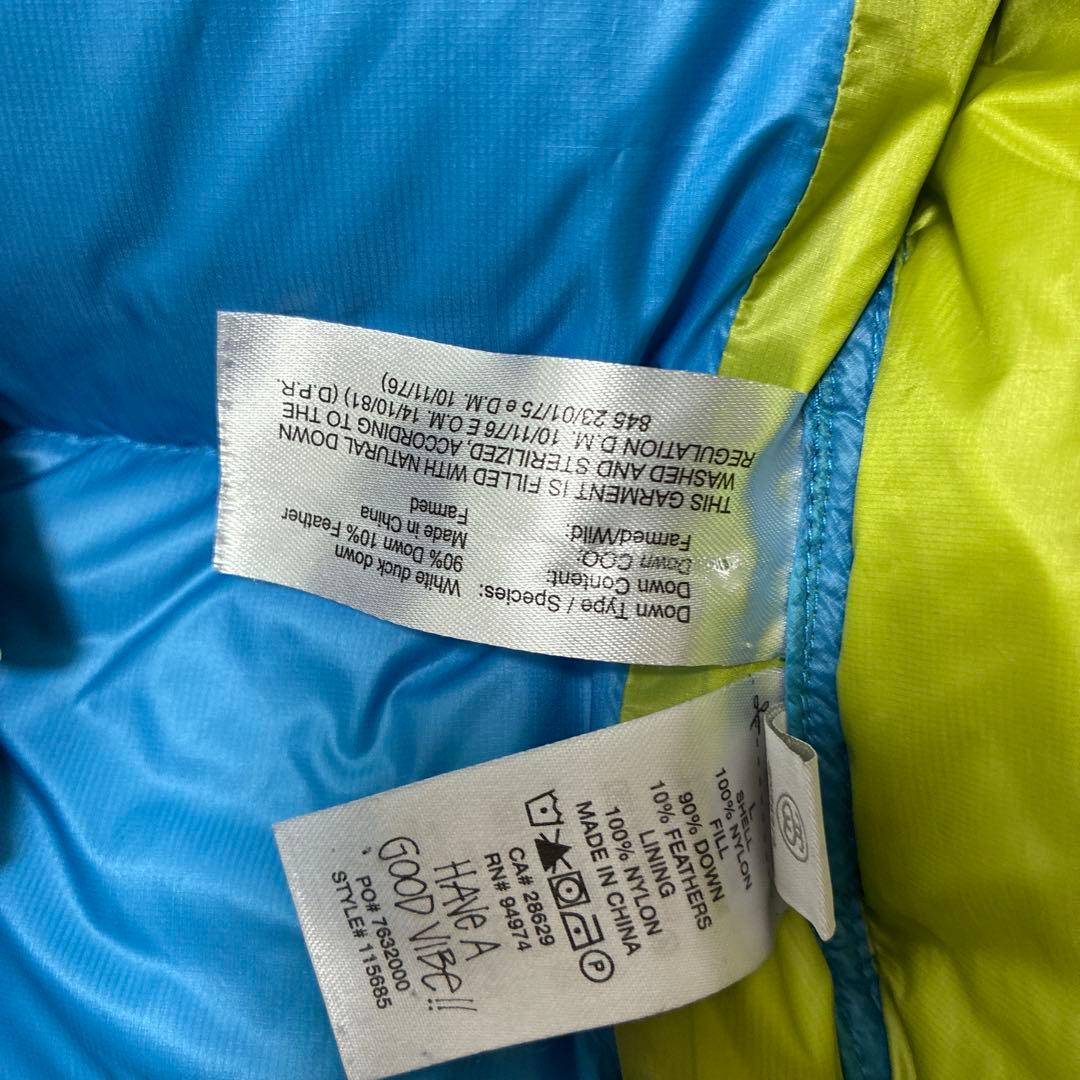 Down Type / Species: White duck down
Down Content: 90% Down 10% Feather
Down COO: Made in China
Farmed/Wild: Farmed
THIS GARMENT IS FILLED WITH NATURAL DOWN
WASHED AND STERILIZED, ACCORDING TO THE
REGULATION D.M. 10/11/76 E O.M. 14/10/81) (D.P.R.
845 23/01/75 e D.M. 10/11/76)
L
SHELL
100% NYLON
FILL
90% DOWN
10% FEATHERS
LINING
100% NYLON
MADE IN CHINA
P
CA# 28629
RN# 94974
HAVE A
GOOD VIBE!!
PO# 7632000
STYLE# 115685